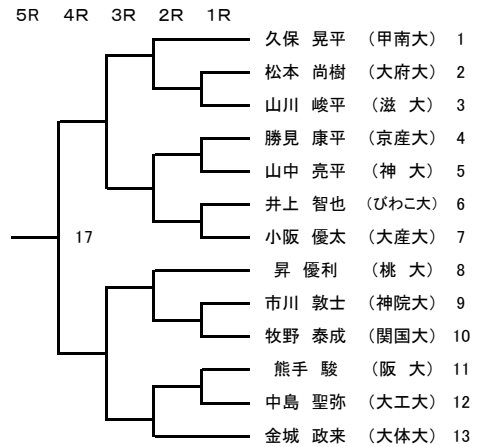 5R 4R 3R 2R 1R
久保 晃平 (甲南大) 1
松本 尚樹 (大府大) 2
山川 峻平 (滋 大) 3
勝見 康平 (京産大) 4
山中 亮平 (神 大) 5
井上 智也 (びわこ大) 6
17 小阪 優太 (大産大) 7
昇 優利 (桃 大) 8
市川 敦士 (神院大) 9
牧野 泰成 (関国大) 10
熊手 駿 (阪 大) 11
中島 聖弥 (大工大) 12
金城 政来 (大体大) 13